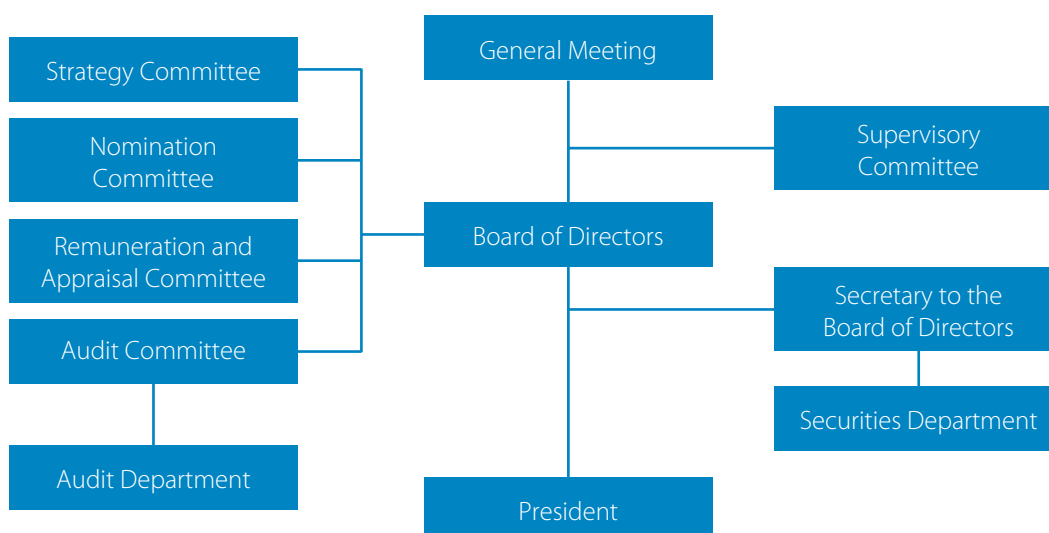 General Meeting
Strategy Committee
Nomination
Committee
Supervisory
Committee
Remuneration and
Appraisal Committee
Board of Directors
Secretary to the
Board of Directors
Audit Committee
Securities Department
Audit Department
President